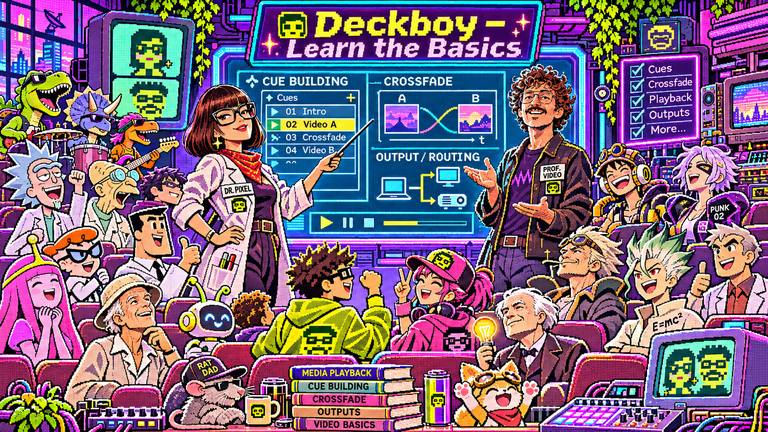 Deckboy –
Learn the Basics
CUE BUILDING
Cues +
01 Intro
02 Video A
03 Crossfade
04 Video B
CROSSFADE
A B
t
OUTPUT / ROUTING
Cues
Crossfade
Playback
Outputs
More...
DR. PIXEL
PROF. VIDEO
PUNK
02
E=mc²
RAT
DAD
MEDIA PLAYBACK
CUE BUILDING
CROSSFADE
OUTPUTS
VIDEO BASICS